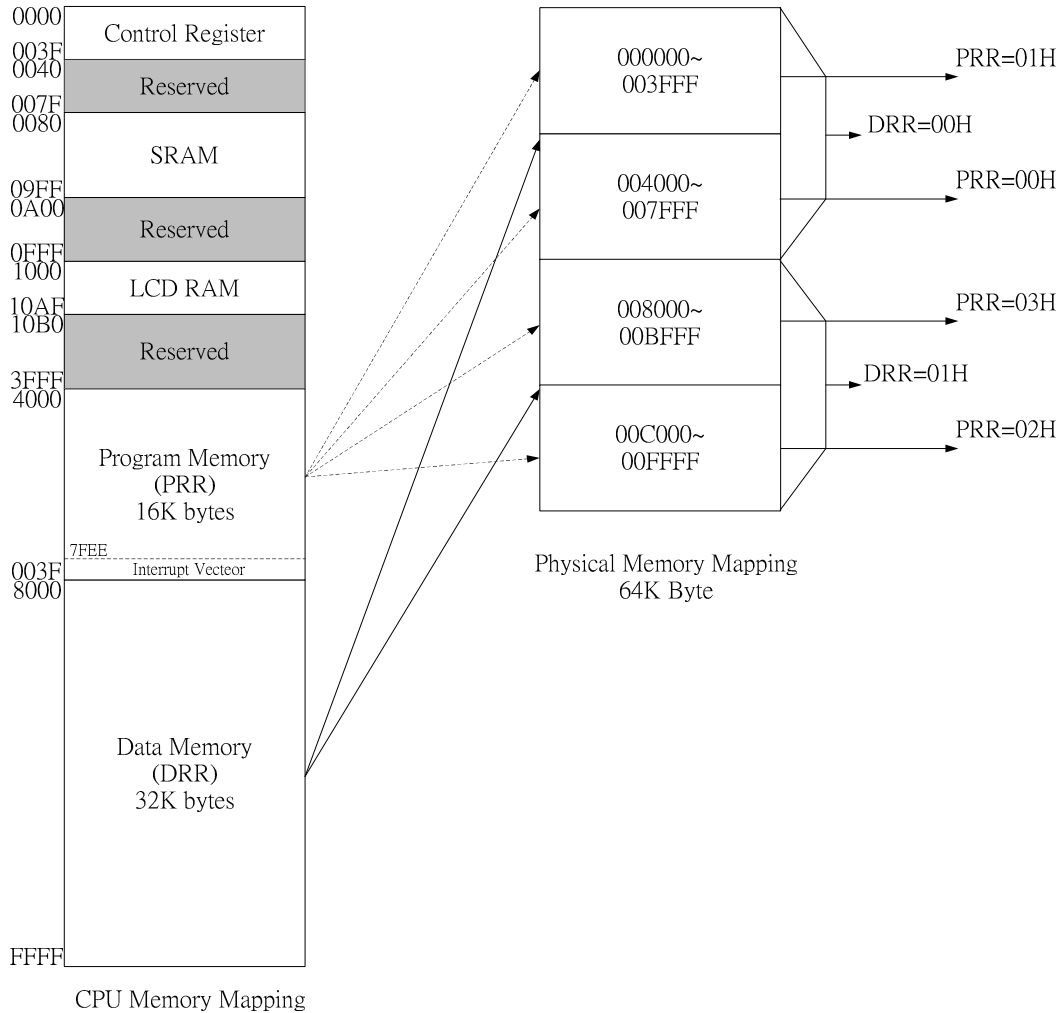 0000
Control Register
003F
0040
Reserved
007F
0080
SRAM
09FF
0A00
Reserved
0FFF
1000
LCD RAM
10AF
10B0
Reserved
3FFF
4000
Program Memory
(PRR)
16K bytes
7FEE
Interrupt Vecteor
003F
8000
Data Memory
(DRR)
32K bytes
FFFF
CPU Memory Mapping
000000~
003FFF
004000~
007FFF
008000~
00BFFF
00C000~
00FFFF
Physical Memory Mapping
64K Byte
PRR=01H
DRR=00H
PRR=00H
PRR=03H
DRR=01H
PRR=02H